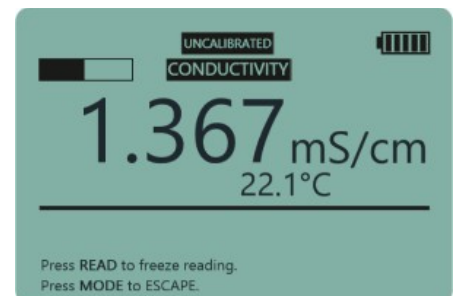 UNCALIBRATED
CONDUCTIVITY
1.367 mS/cm
22.1°C
Press READ to freeze reading.
Press MODE to ESCAPE.